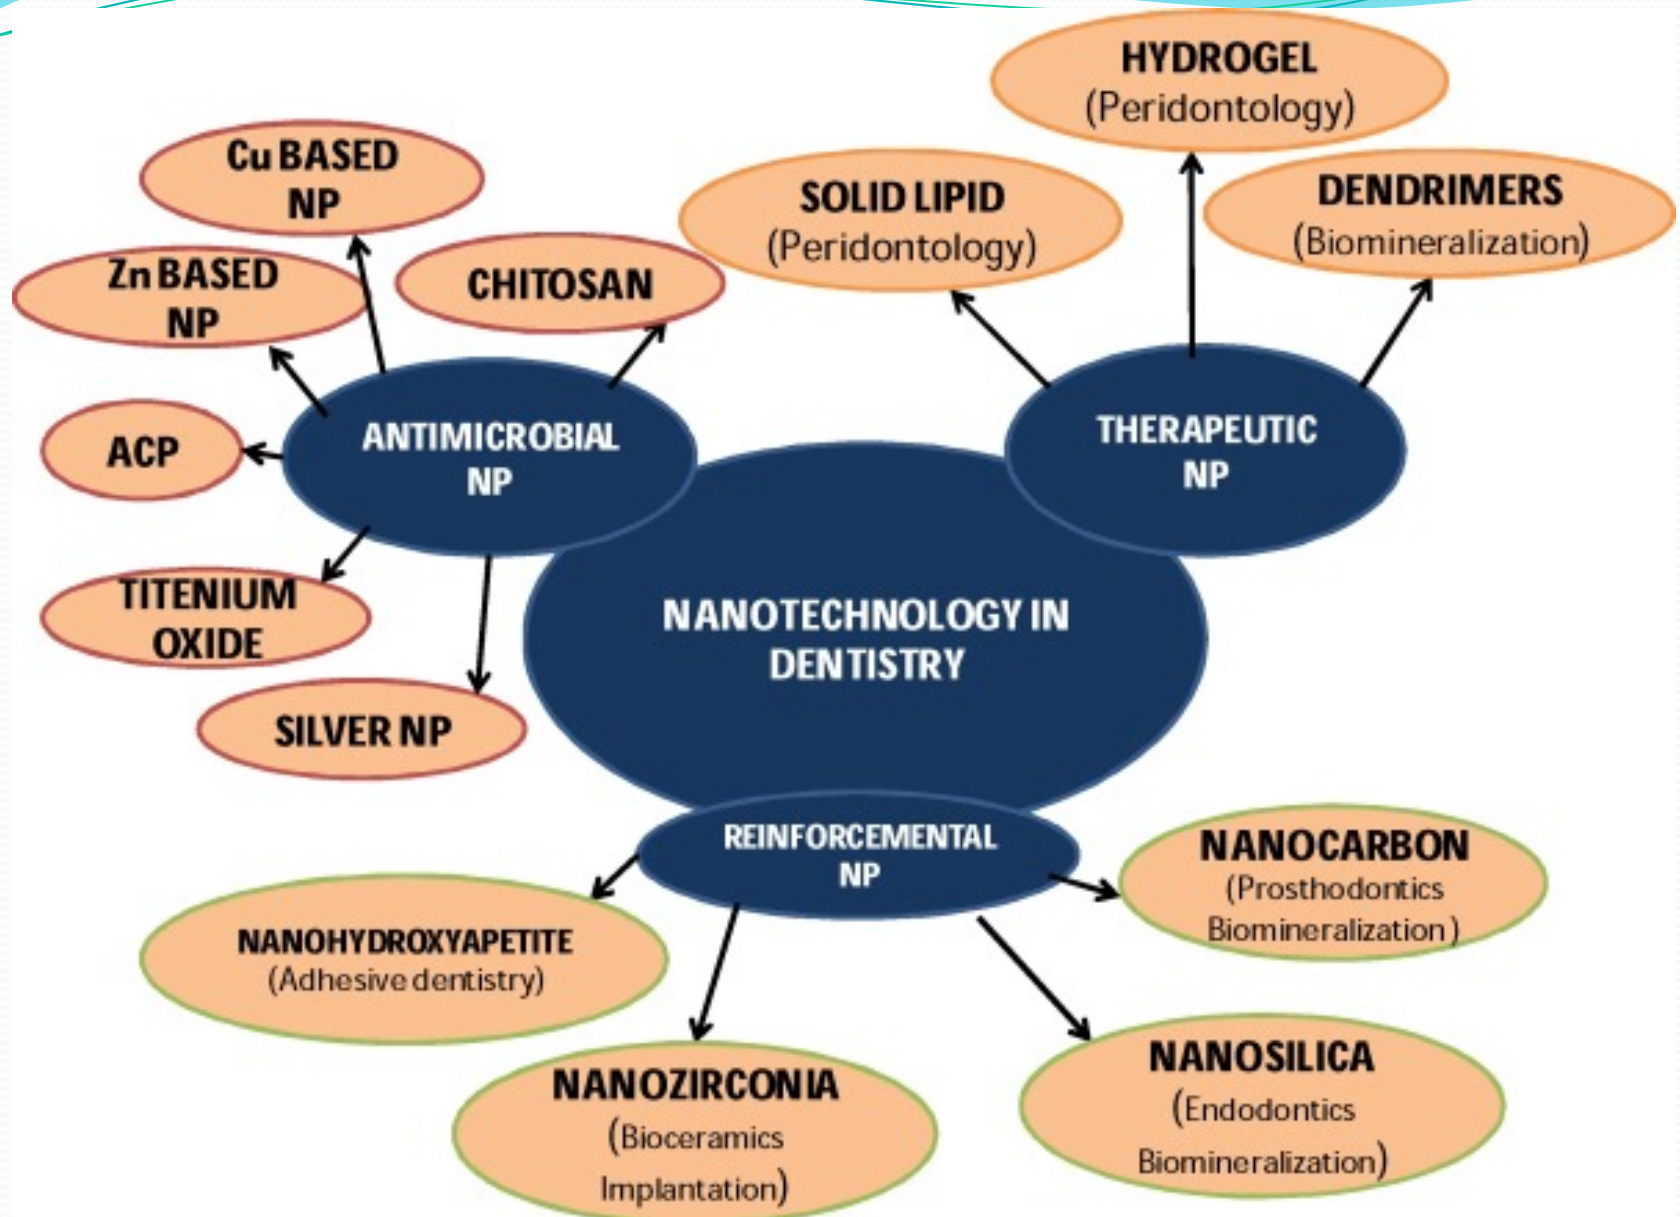 HYDROGEL
(Peridontology)
Cu BASED
NP
SOLID LIPID
(Peridontology)
DENDRIMERS
(Biomineralization)
Zn BASED
NP
CHITOSAN
ACP
ANTIMICROBIAL
NP
THERAPEUTIC
NP
TITENIUM
OXIDE
NANOTECHNOLOGY IN
DENTISTRY
SILVER NP
REINFORCEMENTAL
NP
NANOCARBON
(Prosthodontics
Biomineralization)
NANOHYDROXYAPETITE
(Adhesive dentistry)
NANOZIRCONIA
(Bioceramics
Implantation)
NANOSILICA
(Endodontics
Biomineralization)